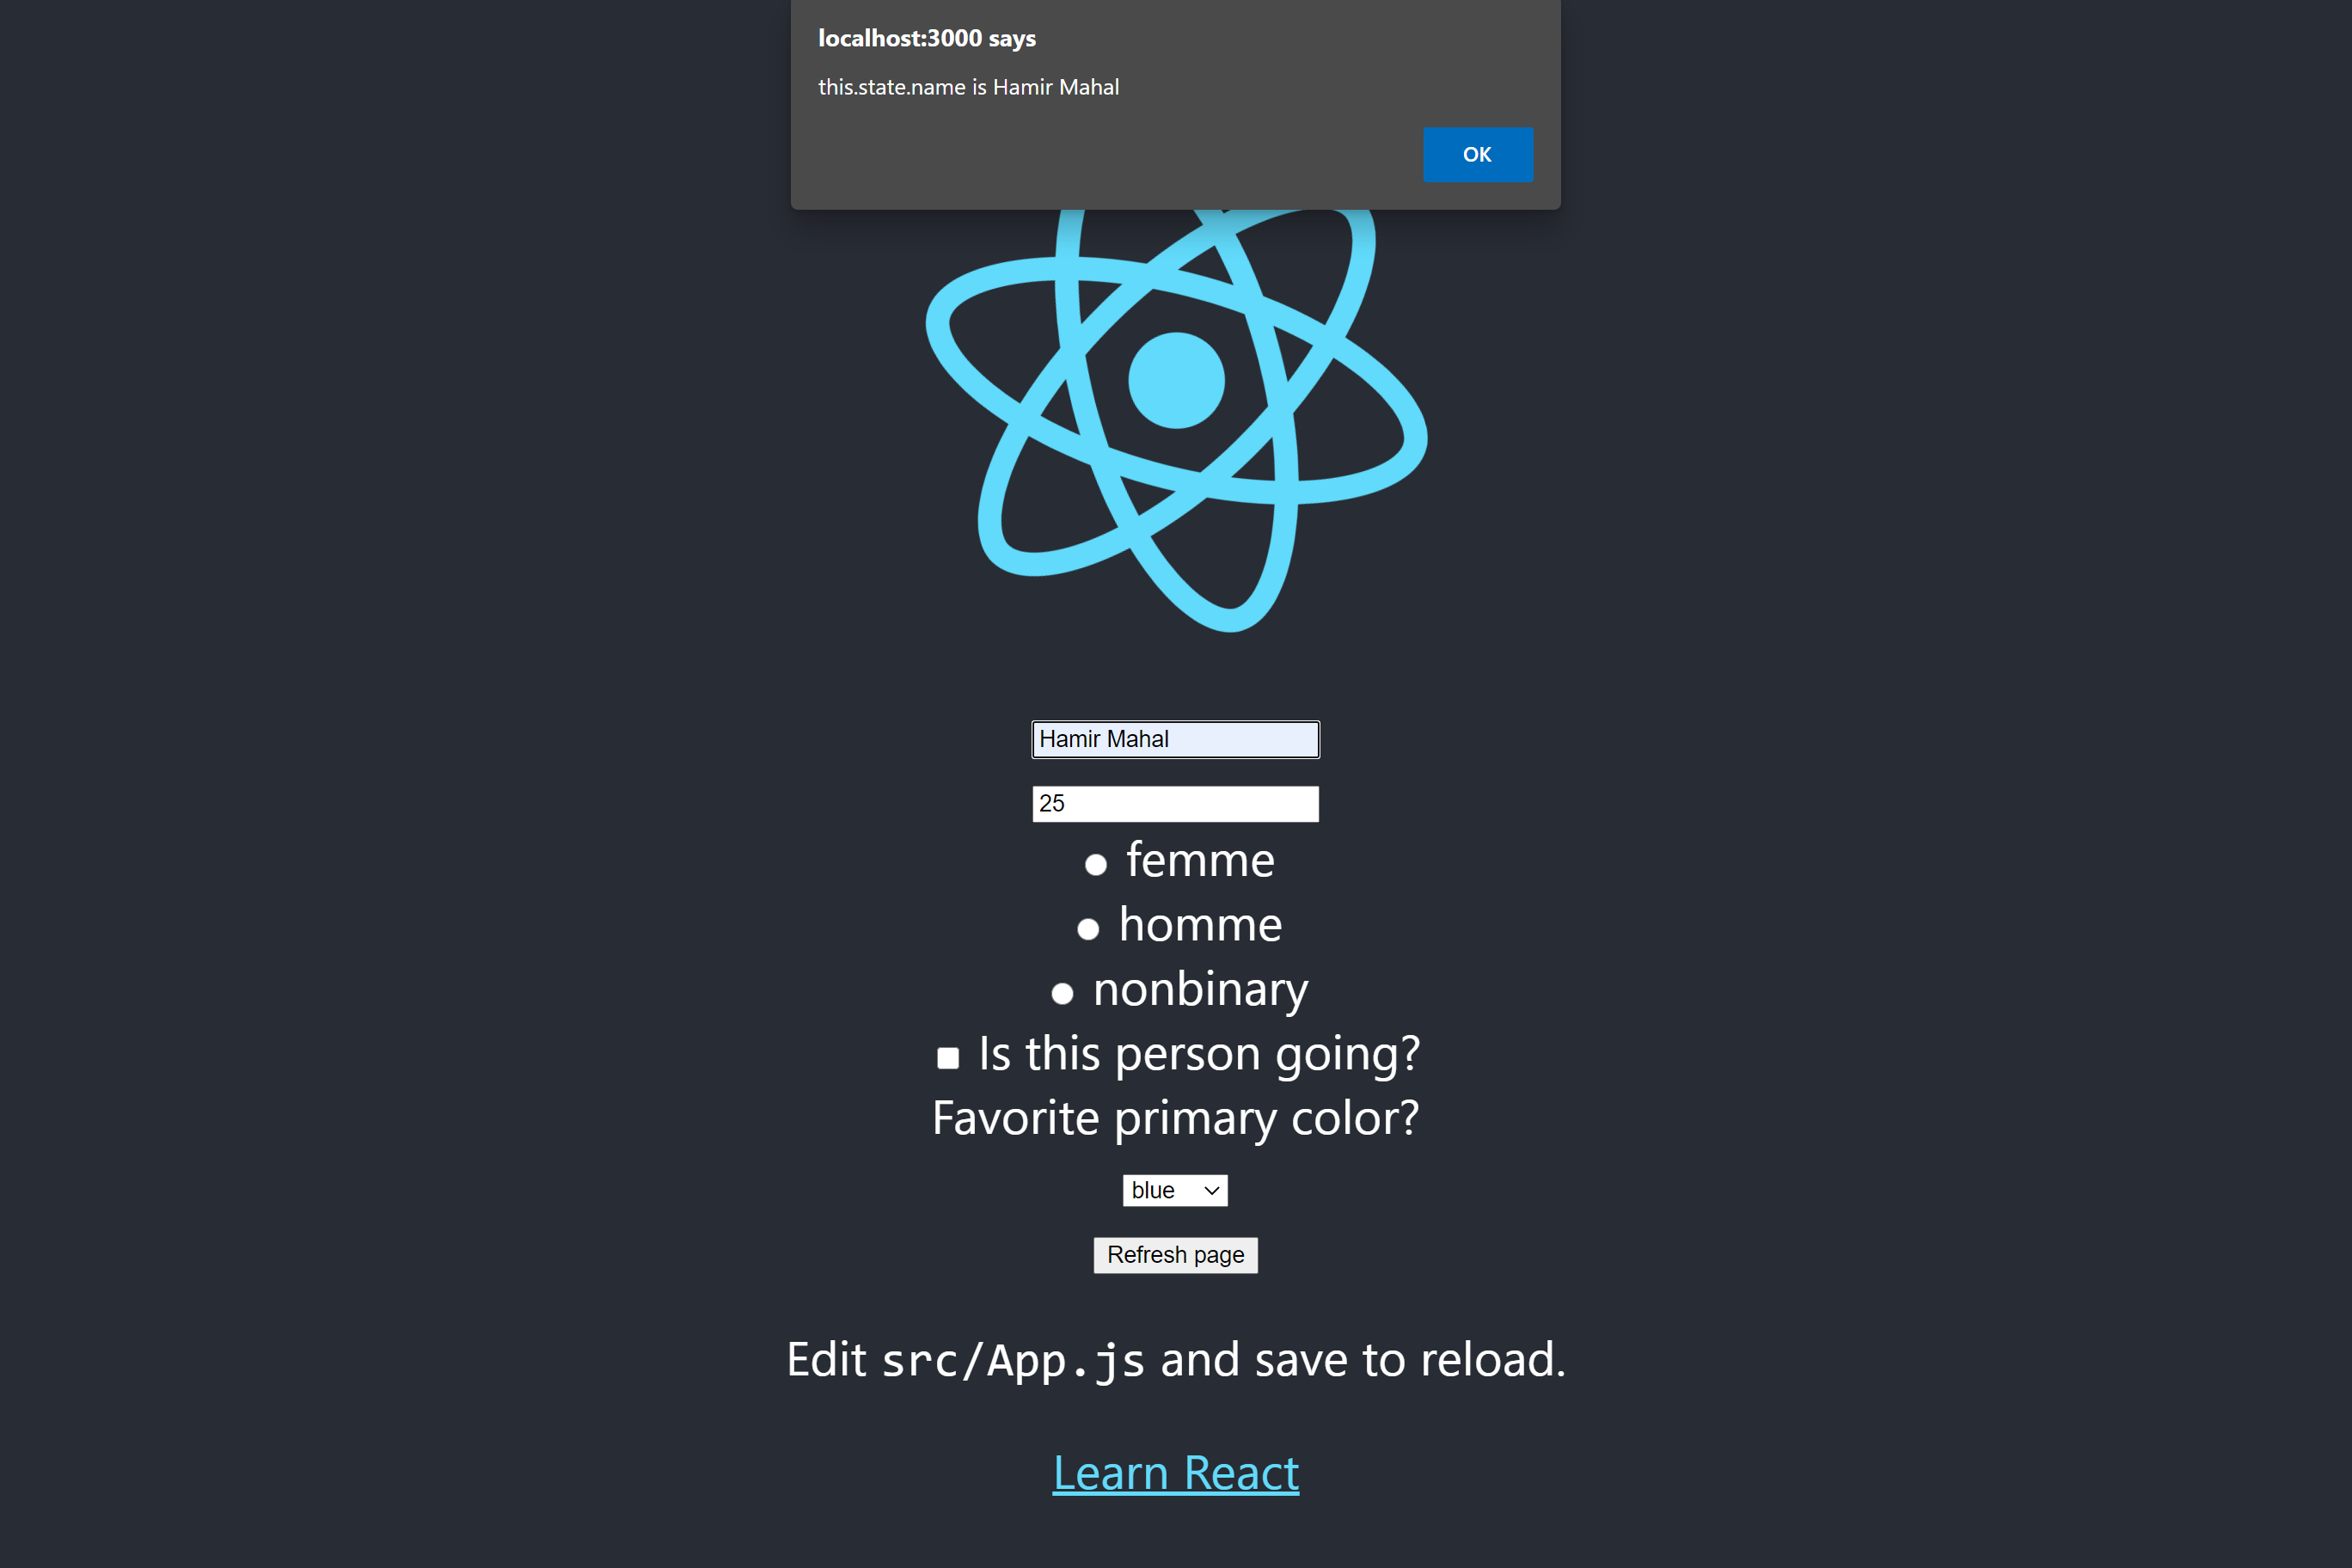 localhost:3000 says
this.state.name is Hamir Mahal
OK
Hamir Mahal
25
femme
homme
nonbinary
Is this person going?
Favorite primary color?
blue
Refresh page
Edit src/App.js and save to reload.
Learn React